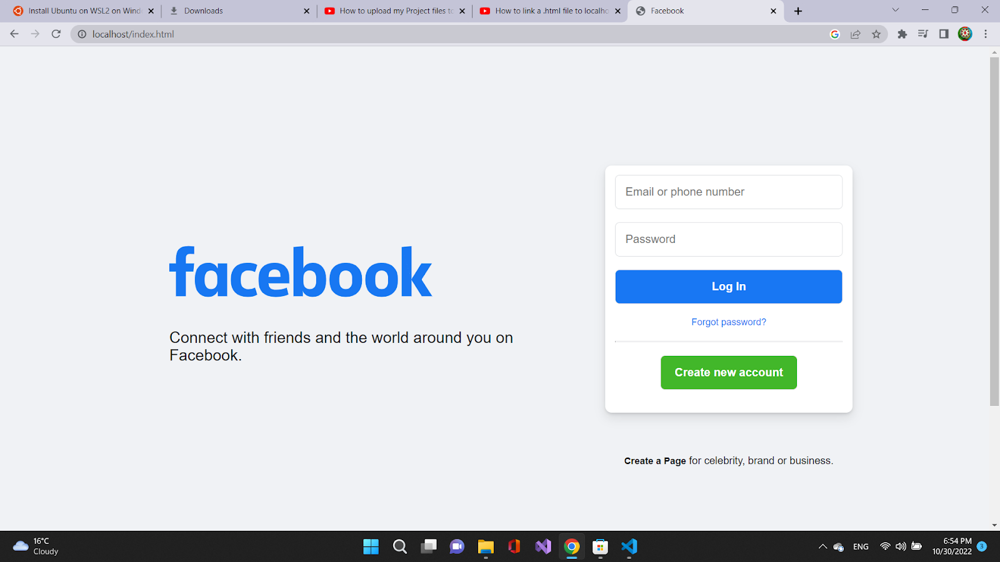 Install Ubuntu on WSL2 on Wind
Downloads
How to upload my Project files to
How to link a .html file to localho
Facebook
localhost/index.html
Email or phone number
Password
Log In
Forgot password?
Create new account
facebook
Connect with friends and the world around you on
Facebook.
Create a Page for celebrity, brand or business.
16°C
Cloudy
ENG
6:54 PM
10/30/2022
3